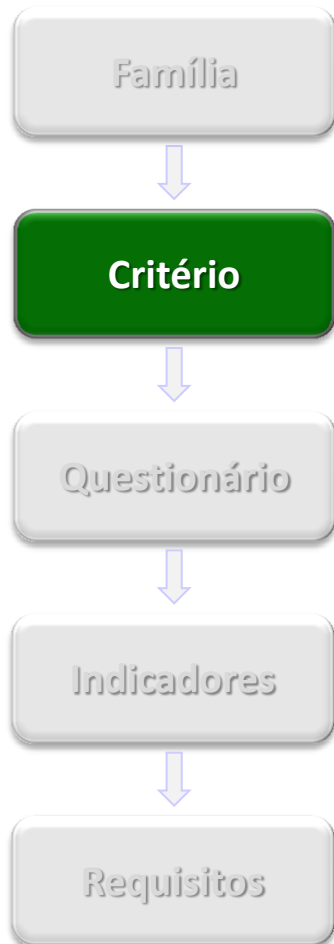 Família
Critério
Questionário
Indicadores
Requisitos